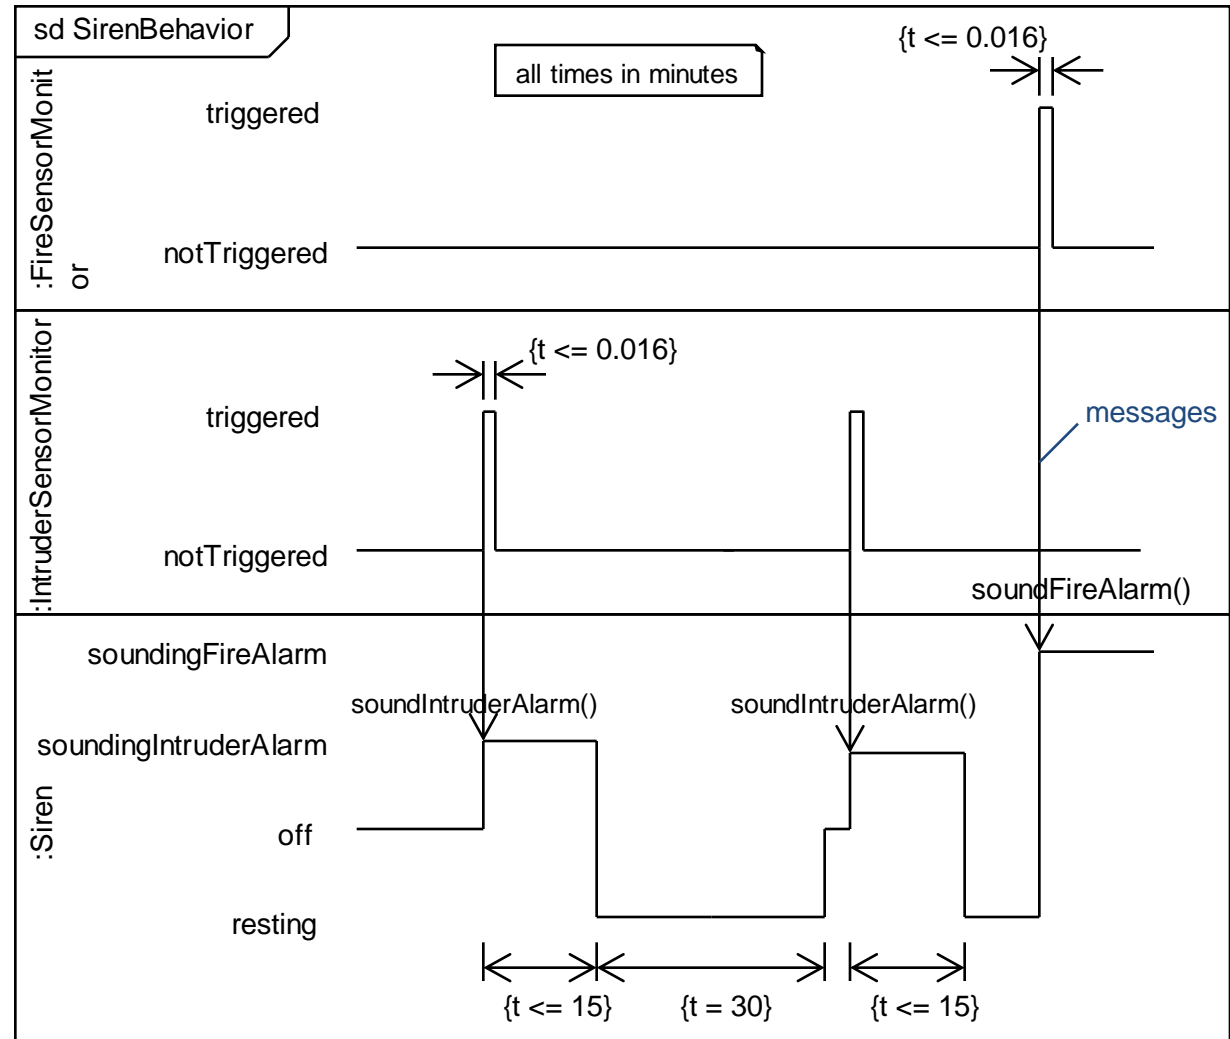 sd SirenBehavior
{t <= 0.016}
all times in minutes
:FireSensorMonit
or
triggered
notTriggered
:IntruderSensorMonitor
{t <= 0.016}
triggered
messages
notTriggered
soundFireAlarm()
:Siren
soundingFireAlarm
soundIntruderAlarm()
soundIntruderAlarm()
soundingIntruderAlarm
off
resting
{t <= 15}
{t = 30}
{t <= 15}